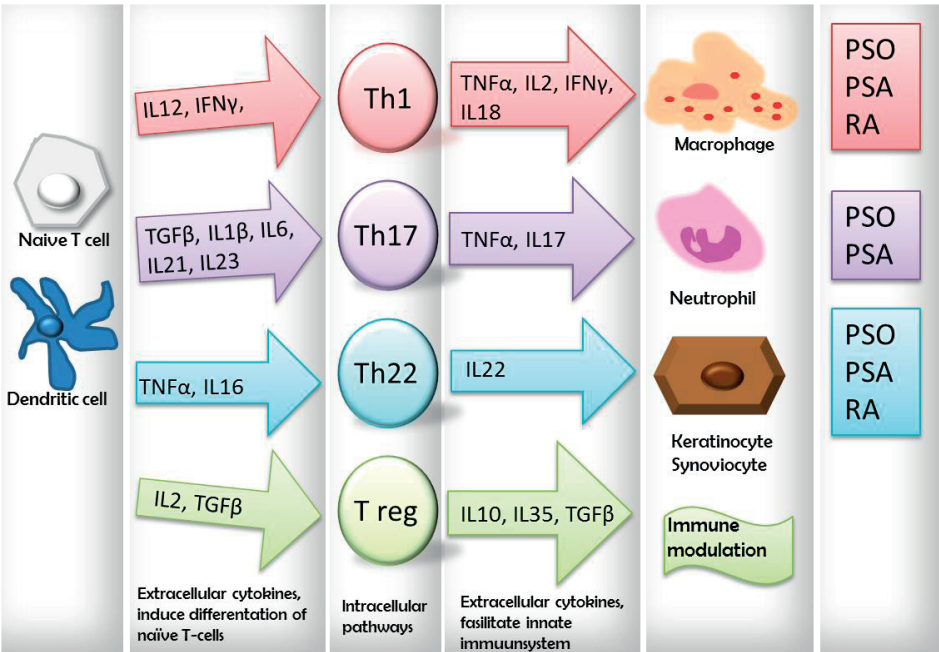 Naive T cell
Dendritic cell
IL12, IFNγ,
TGFβ, IL1β, IL6,
IL21, IL23
TNFα, IL16
IL2, TGFβ
Extracellular cytokines,
induce differentation of
naïve T-cells
Th1
Th17
Th22
T reg
Intracellular
pathways
TNFα, IL2, IFNγ,
IL18
TNFα, IL17
IL22
IL10, IL35, TGFβ
Extracellular cytokines,
fasilitate innate
immuunsystem
Macrophage
Neutrophil
Keratinocyte
Synoviocyte
Immune
modulation
PSO
PSA
RA
PSO
PSA
PSO
PSA
RA